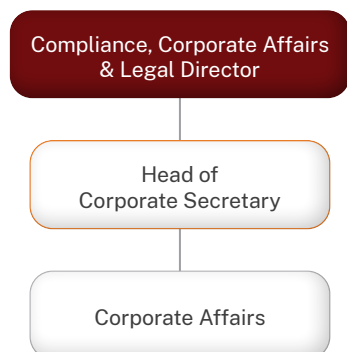 Compliance, Corporate Affairs
& Legal Director
Head of
Corporate Secretary
Corporate Affairs